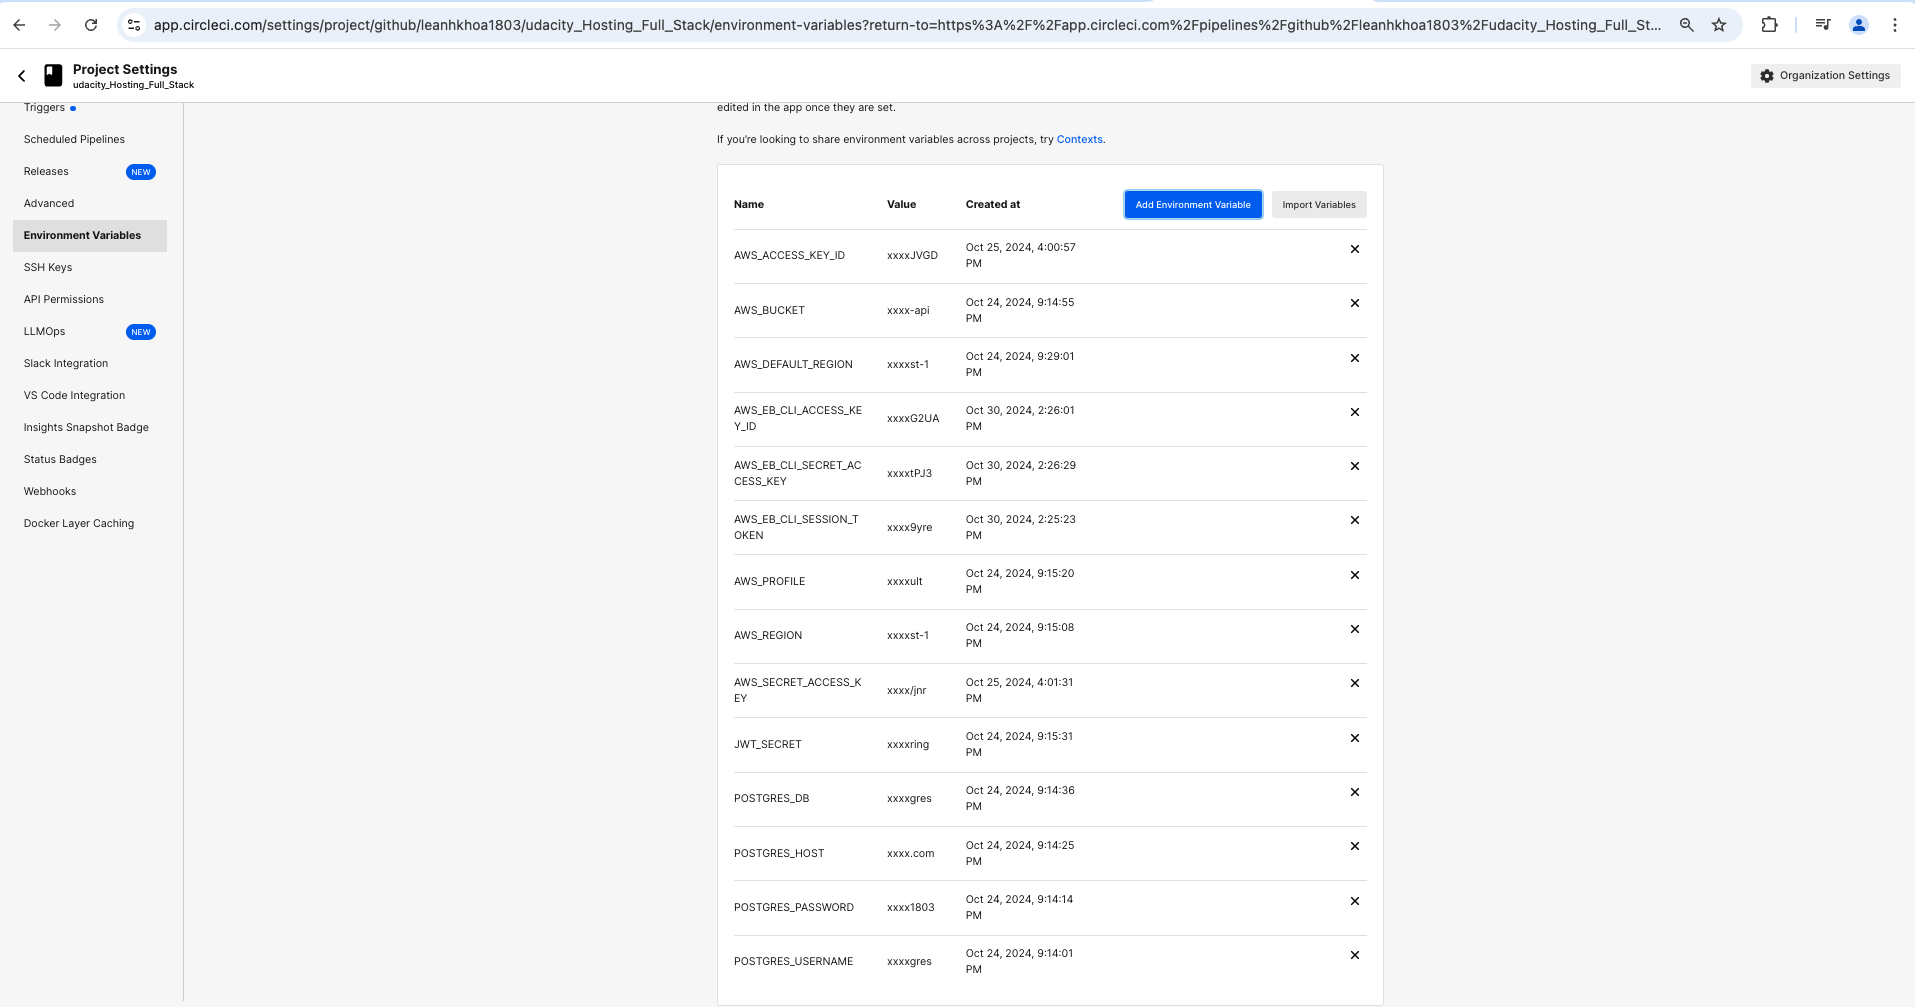 app.circleci.com/settings/project/github/leanhkhoa1803/udacity_Hosting_Full_Stack/environment-variables?return-to=https%3A%2F%2Fapp.circleci.com%2Fpipelines%2Fgithub%2Fleanhkhoa1803%2Fudacity_Hosting_Full_St...
Project Settings
udacity_Hosting_Full_Stack
Organization Settings
Triggers
Scheduled Pipelines
Releases NEW
Advanced
Environment Variables
SSH Keys
API Permissions
LLMOps NEW
Slack Integration
VS Code Integration
Insights Snapshot Badge
Status Badges
Webhooks
Docker Layer Caching
edited in the app once they are set.
If you're looking to share environment variables across projects, try Contexts.
Name Value Created at Add Environment Variable Import Variables
AWS_ACCESS_KEY_ID xxxxJVGD Oct 25, 2024, 4:00:57
PM
AWS_BUCKET xxxx-api Oct 24, 2024, 9:14:55
PM
AWS_DEFAULT_REGION xxxxst-1 Oct 24, 2024, 9:29:01
PM
AWS_EB_CLI_ACCESS_KE
Y_ID xxxxG2UA Oct 30, 2024, 2:26:01
PM
AWS_EB_CLI_SECRET_AC
CESS_KEY xxxxtPJ3 Oct 30, 2024, 2:26:29
PM
AWS_EB_CLI_SESSION_T
OKEN xxxx9yre Oct 30, 2024, 2:25:23
PM
AWS_PROFILE xxxxult Oct 24, 2024, 9:15:20
PM
AWS_REGION xxxxst-1 Oct 24, 2024, 9:15:08
PM
AWS_SECRET_ACCESS_K
EY xxxx/jnr Oct 25, 2024, 4:01:31
PM
JWT_SECRET xxxxring Oct 24, 2024, 9:15:31
PM
POSTGRES_DB xxxxgres Oct 24, 2024, 9:14:36
PM
POSTGRES_HOST xxxx.com Oct 24, 2024, 9:14:25
PM
POSTGRES_PASSWORD xxxx1803 Oct 24, 2024, 9:14:14
PM
POSTGRES_USERNAME xxxxgres Oct 24, 2024, 9:14:01
PM